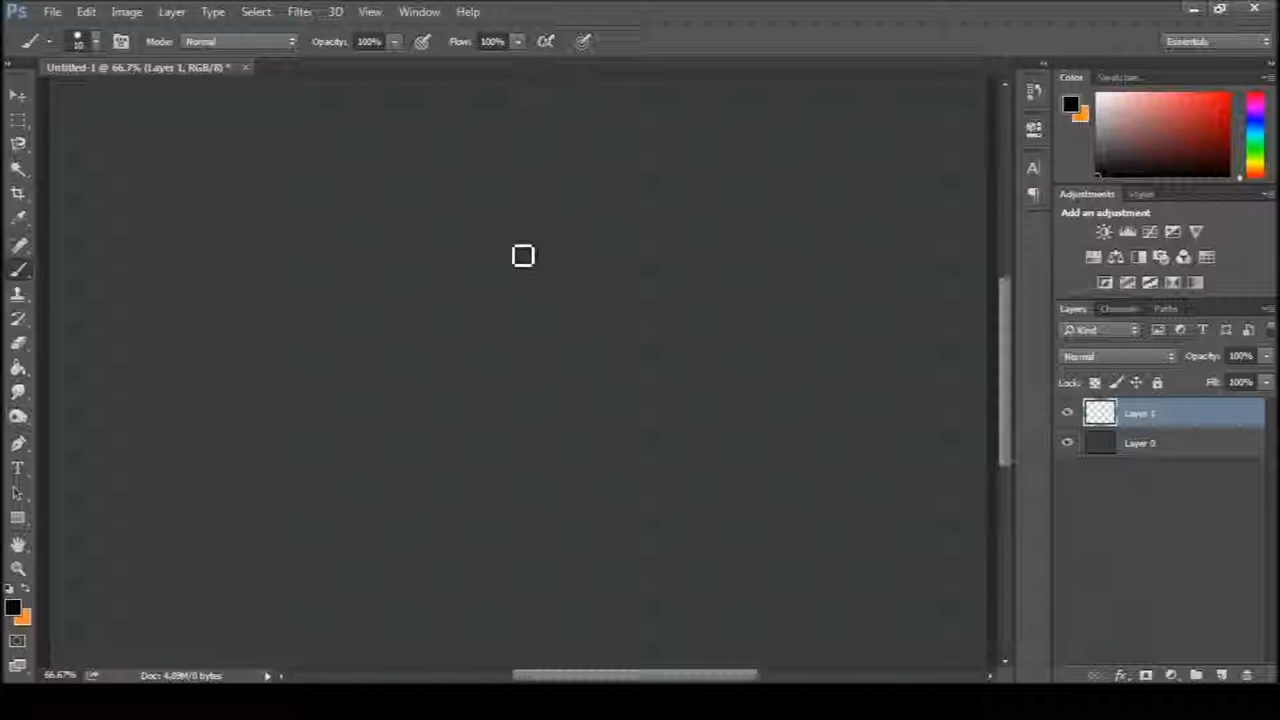 Ps File Edit Image Layer Type Select Filter 3D View Window Help
10 Mode: Normal Opacity: 100% Flow: 100% Essentials
Untitled-1 @ 66.7% (Layer 1, RGB/8) * ×
Color Swatches
Adjustments Styles
Add an adjustment
Layers Channels Paths
Kind
Normal Opacity: 100%
Lock: Fill: 100%
Layer 1
Layer 0
66.67% Doc: 4.89M/0 bytes